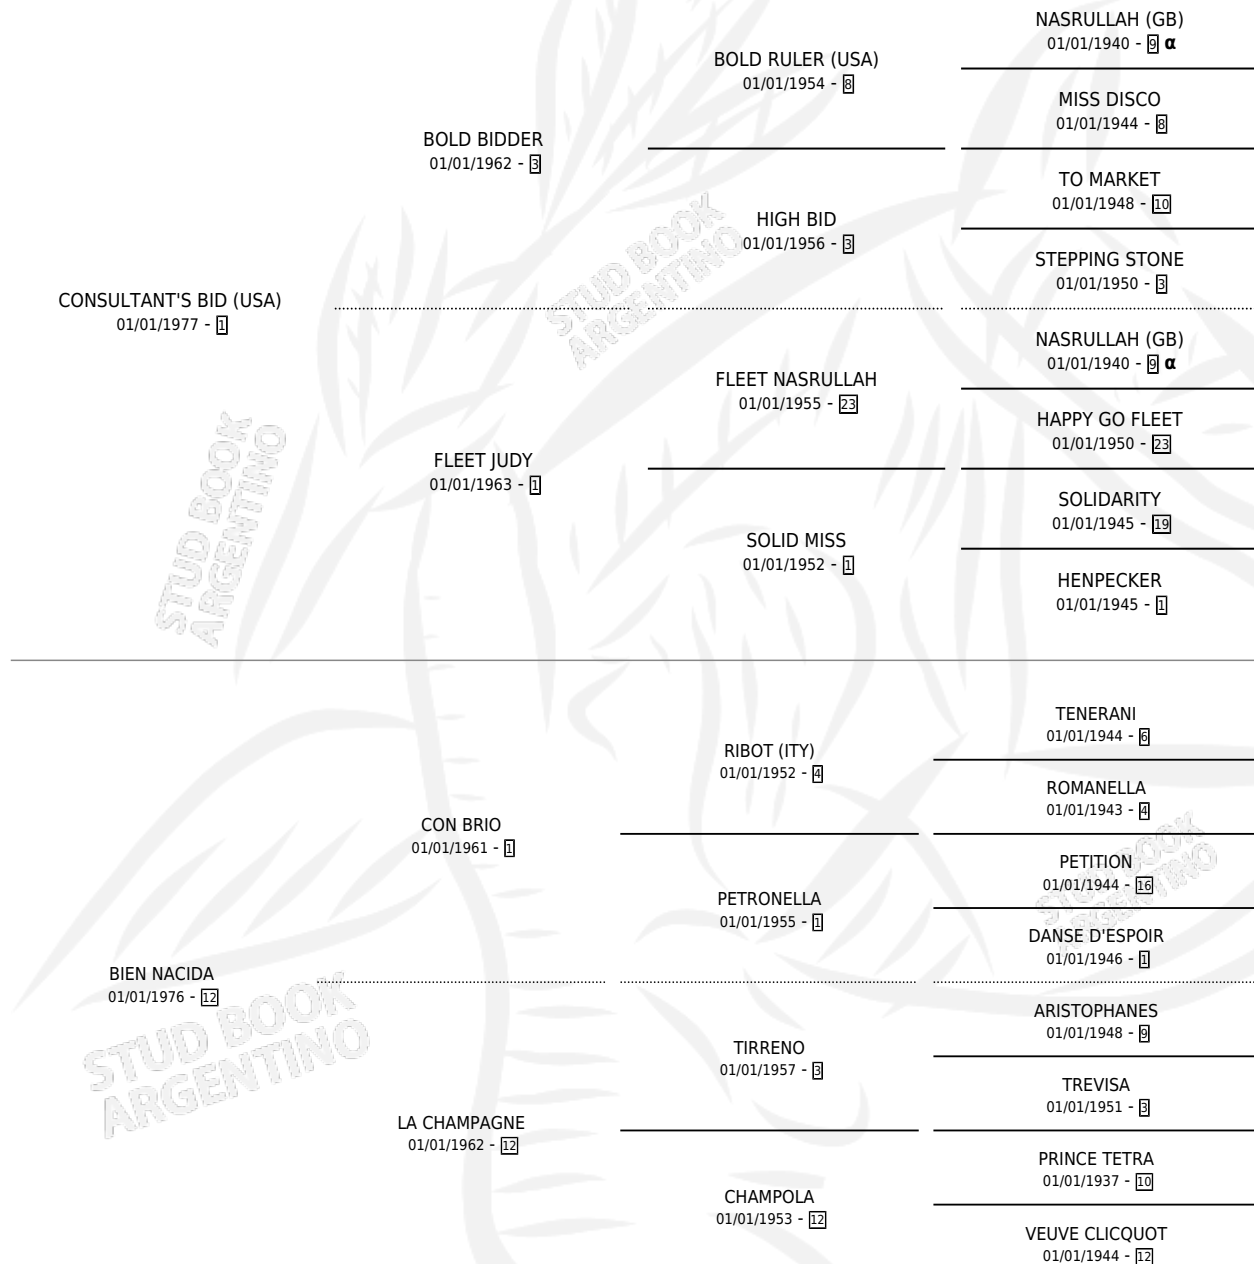 NASRULLAH (GB)
01/01/1940 - 9 α
BOLD RULER (USA)
01/01/1954 - 8
MISS DISCO
01/01/1944 - 8
BOLD BIDDER
01/01/1962 - 3
TO MARKET
01/01/1948 - 10
HIGH BID
01/01/1956 - 3
STEPPING STONE
01/01/1950 - 3
CONSULTANT'S BID (USA)
01/01/1977 - 1
NASRULLAH (GB)
01/01/1940 - 9 α
FLEET NASRULLAH
01/01/1955 - 23
HAPPY GO FLEET
01/01/1950 - 23
FLEET JUDY
01/01/1963 - 1
SOLIDARITY
01/01/1945 - 19
SOLID MISS
01/01/1952 - 1
HENPECKER
01/01/1945 - 1
TENERANI
01/01/1944 - 6
RIBOT (ITY)
01/01/1952 - 4
ROMANELLA
01/01/1943 - 4
CON BRIO
01/01/1961 - 1
PETITION
01/01/1944 - 16
PETRONELLA
01/01/1955 - 1
DANSE D'ESPOIR
01/01/1946 - 1
BIEN NACIDA
01/01/1976 - 12
ARISTOPHANES
01/01/1948 - 9
TIRRENO
01/01/1957 - 3
TREVISA
01/01/1951 - 3
LA CHAMPAGNE
01/01/1962 - 12
PRINCE TETRA
01/01/1937 - 10
CHAMPOLA
01/01/1953 - 12
VEUVE CLICQUOT
01/01/1944 - 12
STUD BOOK
ARGENTINO
STUD BOOK
ARGENTINO
STUD BOOK
ARGENTINO
STUD BOOK
ARGENTINO